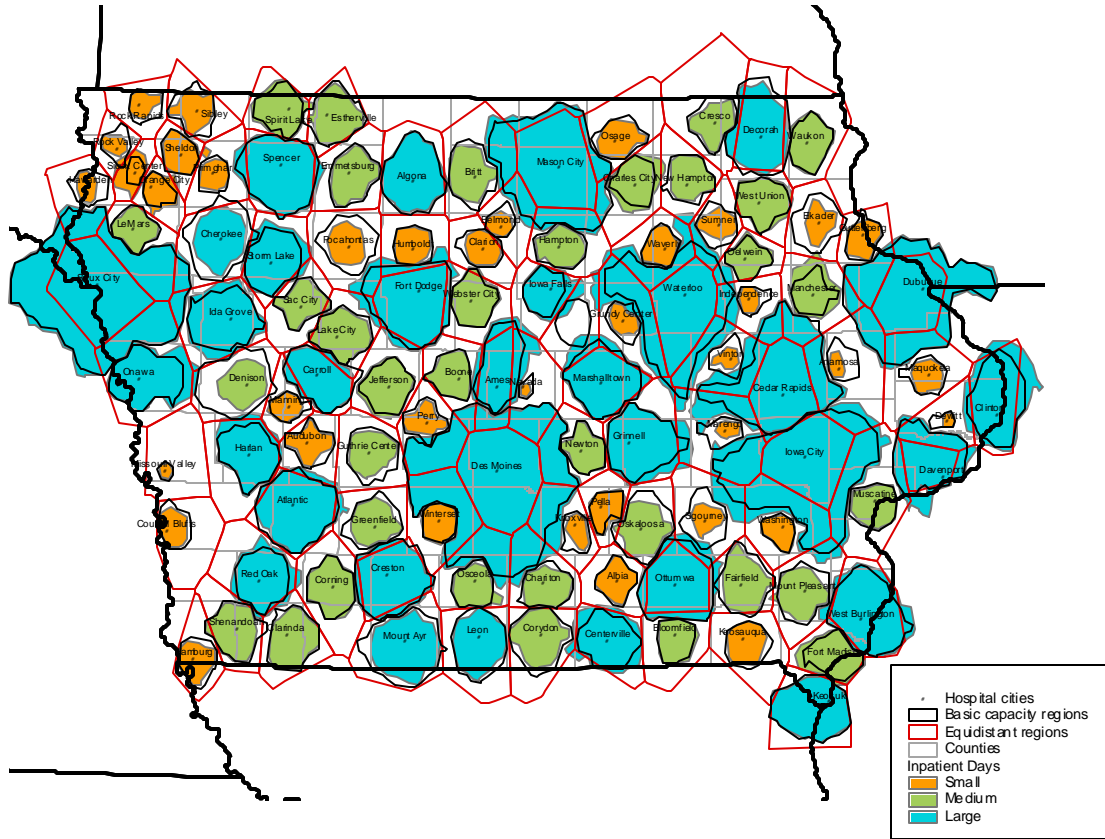 Rock Rapids
Sibley
Spirit Lake
Estherville
Cresco
Decorah
Waukon
Osage
Rock Valley
Sheldon
Spencer
Emmetsburg
Algona
Britt
Mason City
Charles City
New Hampton
West Union
Orange City
LeMars
Cherokee
Pocahontas
Humbold
Belmond
Clarion
Hampton
Waverly
Sumner
Elkader
Guttenberg
Oelwein
Storm Lake
Sioux City
Fort Dodge
Webster City
Iowa Falls
Waterloo
Independence
Manchester
Dubuque
Sac City
Ida Grove
Grundy Center
Lake City
Onawa
Denison
Carroll
Jefferson
Boone
Ames
Nevada
Marshalltown
Vinton
Cedar Rapids
Anamosa
Maquoketa
Manning
Clinton
Perry
Dewitt
Marengo
Audubon
Harlan
Guthrie Center
Newton
Grinnell
Iowa City
Des Moines
Davenport
Missouri Valley
Atlantic
Muscatine
Council Bluffs
Greenfield
Winterset
Knoxville
Pella
Oskaloosa
Sigourney
Washington
Red Oak
Corning
Creston
Osceola
Chariton
Albia
Ottumwa
Fairfield
Mount Pleasant
West Burlington
Shenandoah
Clarinda
Mount Ayr
Leon
Corydon
Centerville
Bloomfield
Keosauqua
Hamburg
Fort Madison
Keokuk
Hospital cities
Basic capacity regions
Equidistant regions
Counties
Inpatient Days
Small
Medium
Large